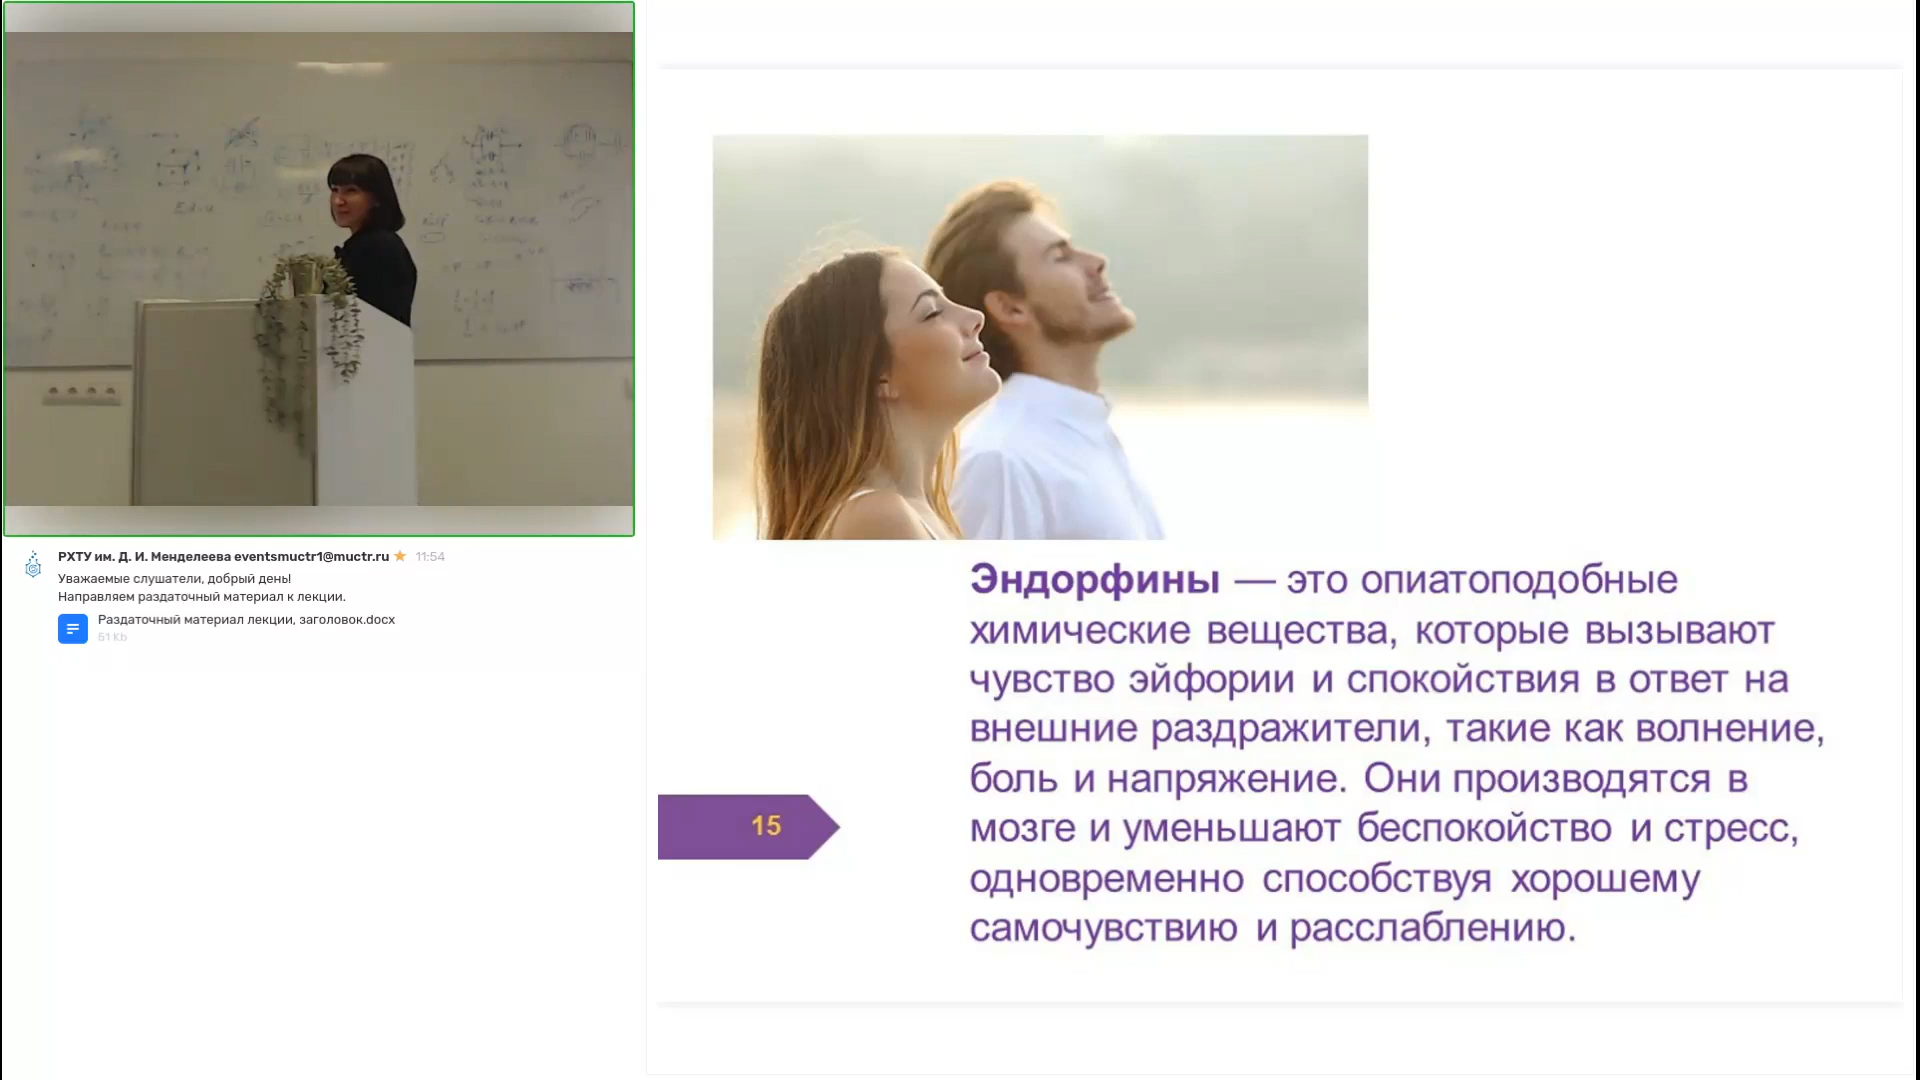 РХТУ им. Д. И. Менделеева eventsmuctr1@muctr.ru 11:54
Уважаемые слушатели, добрый день!
Направляем раздаточный материал к лекции.
Раздаточный материал лекции, заголовок.docx
51 Kb
Эндорфины — это опиатоподобные
химические вещества, которые вызывают
чувство эйфории и спокойствия в ответ на
внешние раздражители, такие как волнение,
боль и напряжение. Они производятся в
мозге и уменьшают беспокойство и стресс,
одновременно способствуя хорошему
самочувствию и расслаблению.
15